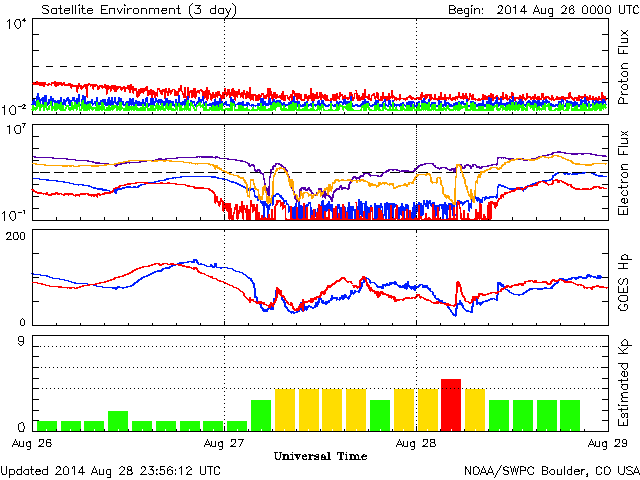 Satellite Environment (3 day) Begin: 2014 Aug 26 0000 UTC
10^4
10^-2
Proton Flux
10^7
10^-1
Electron Flux
200
0
GOES Hp
9
0
Estimated Kp
Aug 26 Aug 27 Aug 28 Aug 29
Universal Time
Updated 2014 Aug 28 23:56:12 UTC NOAA/SWPC Boulder, CO USA